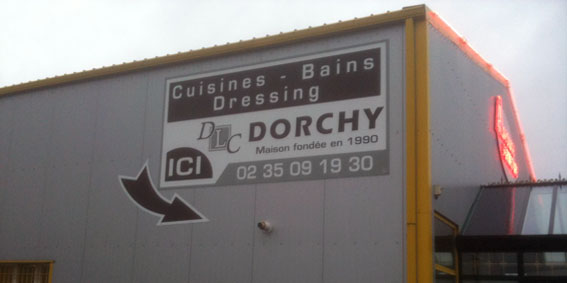 Cuisines - Bains
Dressing
DLC DORCHY
Maison fondée en 1990
ICI
02 35 09 19 30